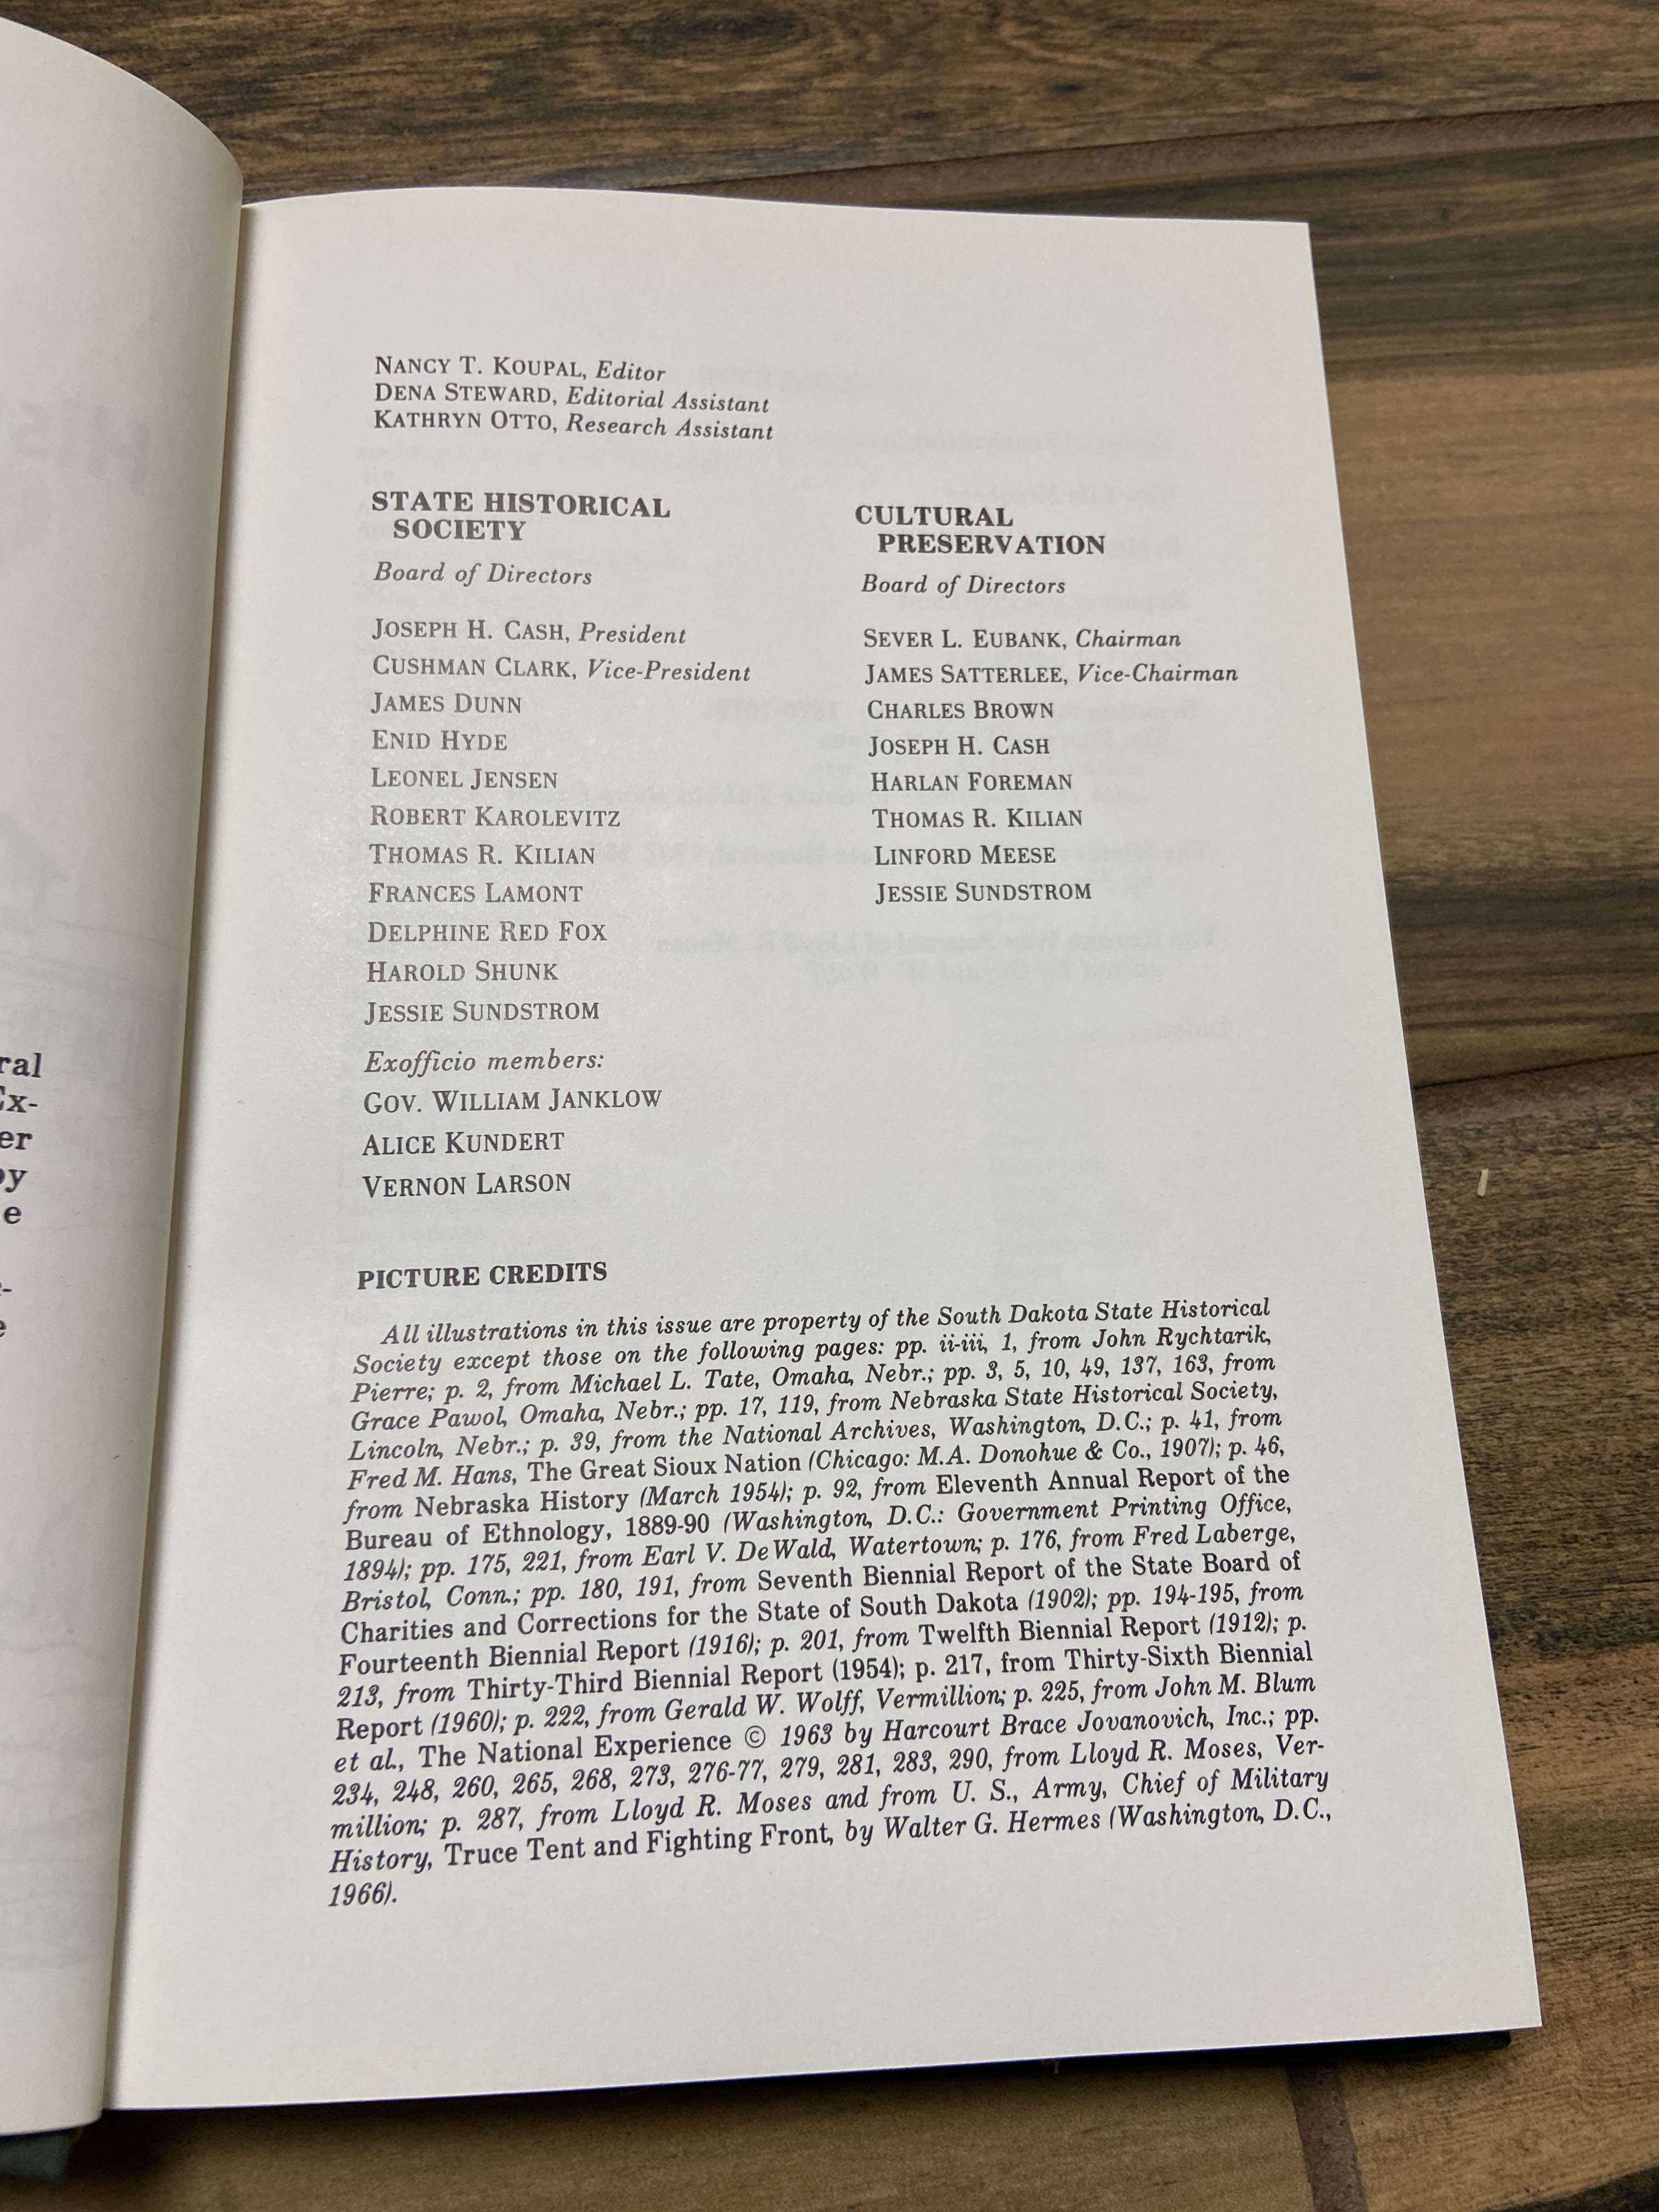 NANCY T. KOUPAL, Editor
DENA STEWARD, Editorial Assistant
KATHRYN OTTO, Research Assistant
STATE HISTORICAL
SOCIETY
Board of Directors
JOSEPH H. CASH, President
CUSHMAN CLARK, Vice-President
JAMES DUNN
ENID HYDE
LEONEL JENSEN
ROBERT KAROLEVITZ
THOMAS R. KILIAN
FRANCES LAMONT
DELPHINE RED FOX
HAROLD SHUNK
JESSIE SUNDSTROM
Exofficio members:
GOV. WILLIAM JANKLOW
ALICE KUNDERT
VERNON LARSON
CULTURAL
PRESERVATION
Board of Directors
SEVER L. EUBANK, Chairman
JAMES SATTERLEE, Vice-Chairman
CHARLES BROWN
JOSEPH H. CASH
HARLAN FOREMAN
THOMAS R. KILIAN
LINFORD MEESE
JESSIE SUNDSTROM
PICTURE CREDITS
All illustrations in this issue are property of the South Dakota State Historical
Society except those on the following pages: pp. ii-iii, 1, from John Rychtarik,
Pierre; p. 2, from Michael L. Tate, Omaha, Nebr.; pp. 3, 5, 10, 49, 137, 163, from
Grace Pawol, Omaha, Nebr.; pp. 17, 119, from Nebraska State Historical Society,
Lincoln, Nebr.; p. 39, from the National Archives, Washington, D.C.; p. 41, from
Fred M. Hans, The Great Sioux Nation (Chicago: M.A. Donohue & Co., 1907); p. 46,
from Nebraska History (March 1954); p. 92, from Eleventh Annual Report of the
Bureau of Ethnology, 1889-90 (Washington, D.C.: Government Printing Office,
1894); pp. 175, 221, from Earl V. DeWald, Watertown; p. 176, from Fred Laberge,
Bristol, Conn.; pp. 180, 191, from Seventh Biennial Report of the State Board of
Charities and Corrections for the State of South Dakota (1902); pp. 194-195, from
Fourteenth Biennial Report (1916); p. 201, from Twelfth Biennial Report (1912); p.
213, from Thirty-Third Biennial Report (1954); p. 217, from Thirty-Sixth Biennial
Report (1960); p. 222, from Gerald W. Wolff, Vermillion; p. 225, from John M. Blum
et al., The National Experience © 1963 by Harcourt Brace Jovanovich, Inc.; pp.
234, 248, 260, 265, 268, 273, 276-77, 279, 281, 283, 290, from Lloyd R. Moses, Ver-
million; p. 287, from Lloyd R. Moses and from U. S., Army, Chief of Military
History, Truce Tent and Fighting Front, by Walter G. Hermes (Washington, D.C.,
1966).